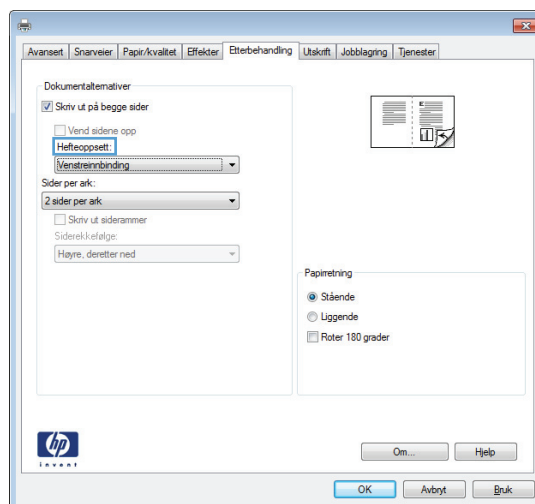 Avansert Snarveier Papir/kvalitet Effekter Etterbehandling Utskrift Jobblagring Tjenester
Dokumentalternativer
Skriv ut på begge sider
Vend sidene opp
Hefteoppsett:
Venstreinnbinding
Sider per ark:
2 sider per ark
Skriv ut siderammer
Siderekkefølge:
Høyre, deretter ned
Papirretning
Stående
Liggende
Roter 180 grader
hp
invent
Om... Hjelp
OK Avbryt Bruk